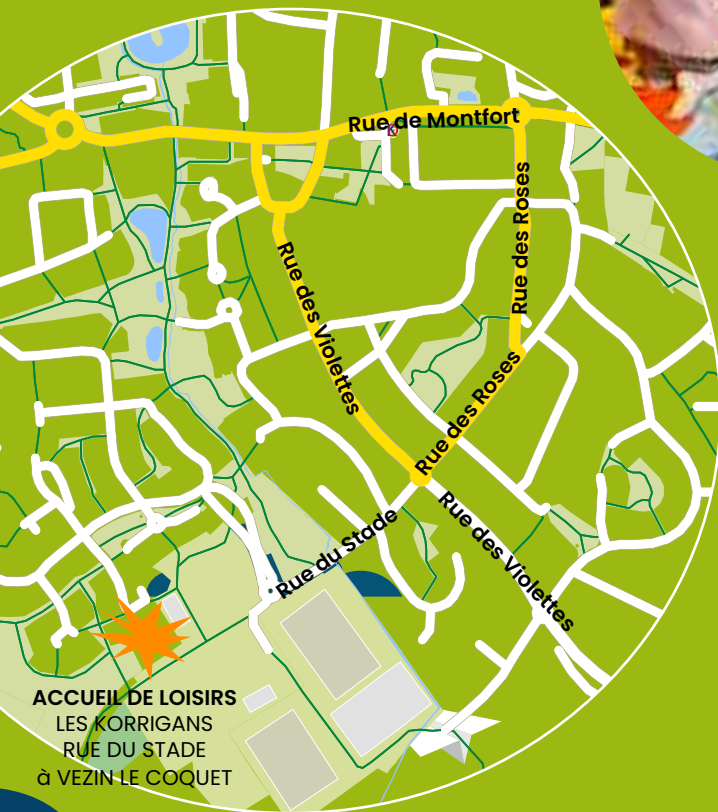 Rue de Montfort
Rue des Roses
Rue des Violettes
Rue des Roses
Rue du Stade
Rue des Violettes
ACCUEIL DE LOISIRS
LES KORRIGANS
RUE DU STADE
à VEZIN LE COQUET